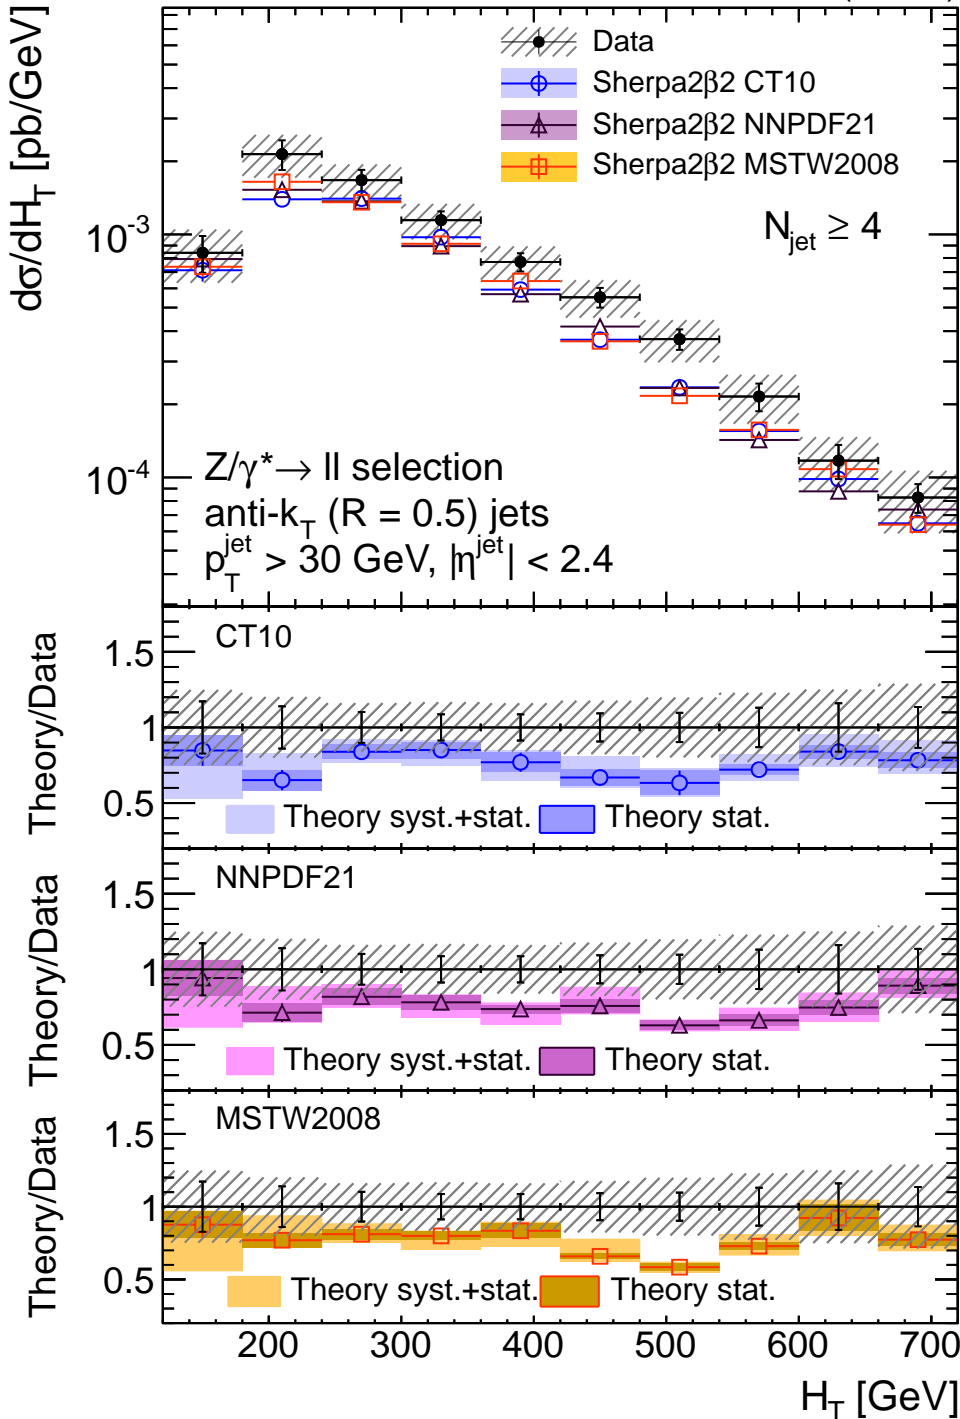 dσ/dH_T [pb/GeV]
Data
Sherpa2β2 CT10
Sherpa2β2 NNPDF21
Sherpa2β2 MSTW2008
N_jet ≥ 4
10^-3
10^-4
Z/γ*→ ll selection
anti-k_T (R = 0.5) jets
p_T^jet > 30 GeV, |η^jet| < 2.4
Theory/Data
CT10
1.5
1
0.5
Theory syst.+stat.
Theory stat.
Theory/Data
NNPDF21
1.5
1
0.5
Theory syst.+stat.
Theory stat.
Theory/Data
MSTW2008
1.5
1
0.5
Theory syst.+stat.
Theory stat.
200 300 400 500 600 700
H_T [GeV]